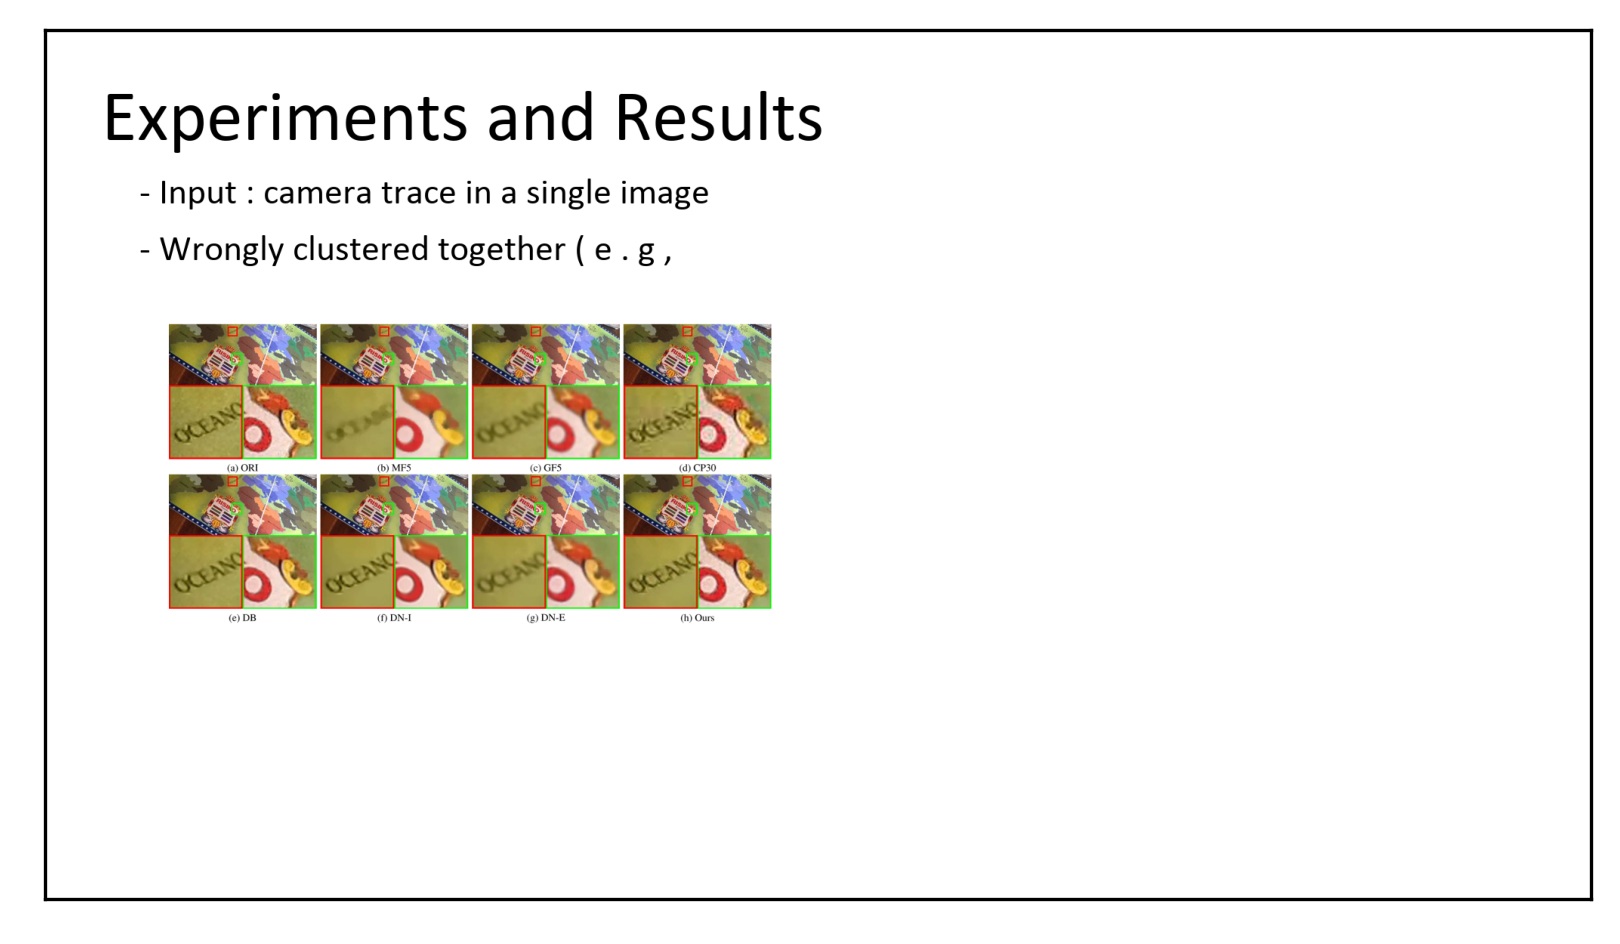 Experiments and Results
- Input : camera trace in a single image
- Wrongly clustered together ( e . g ,
OCEANO OCEANO OCEANO OCEANO
(a) ORI (b) MF5 (c) GF5 (d) CP30
OCEANO OCEANO OCEANO OCEANO
(e) DB (f) DN-I (g) DN-E (h) Ours